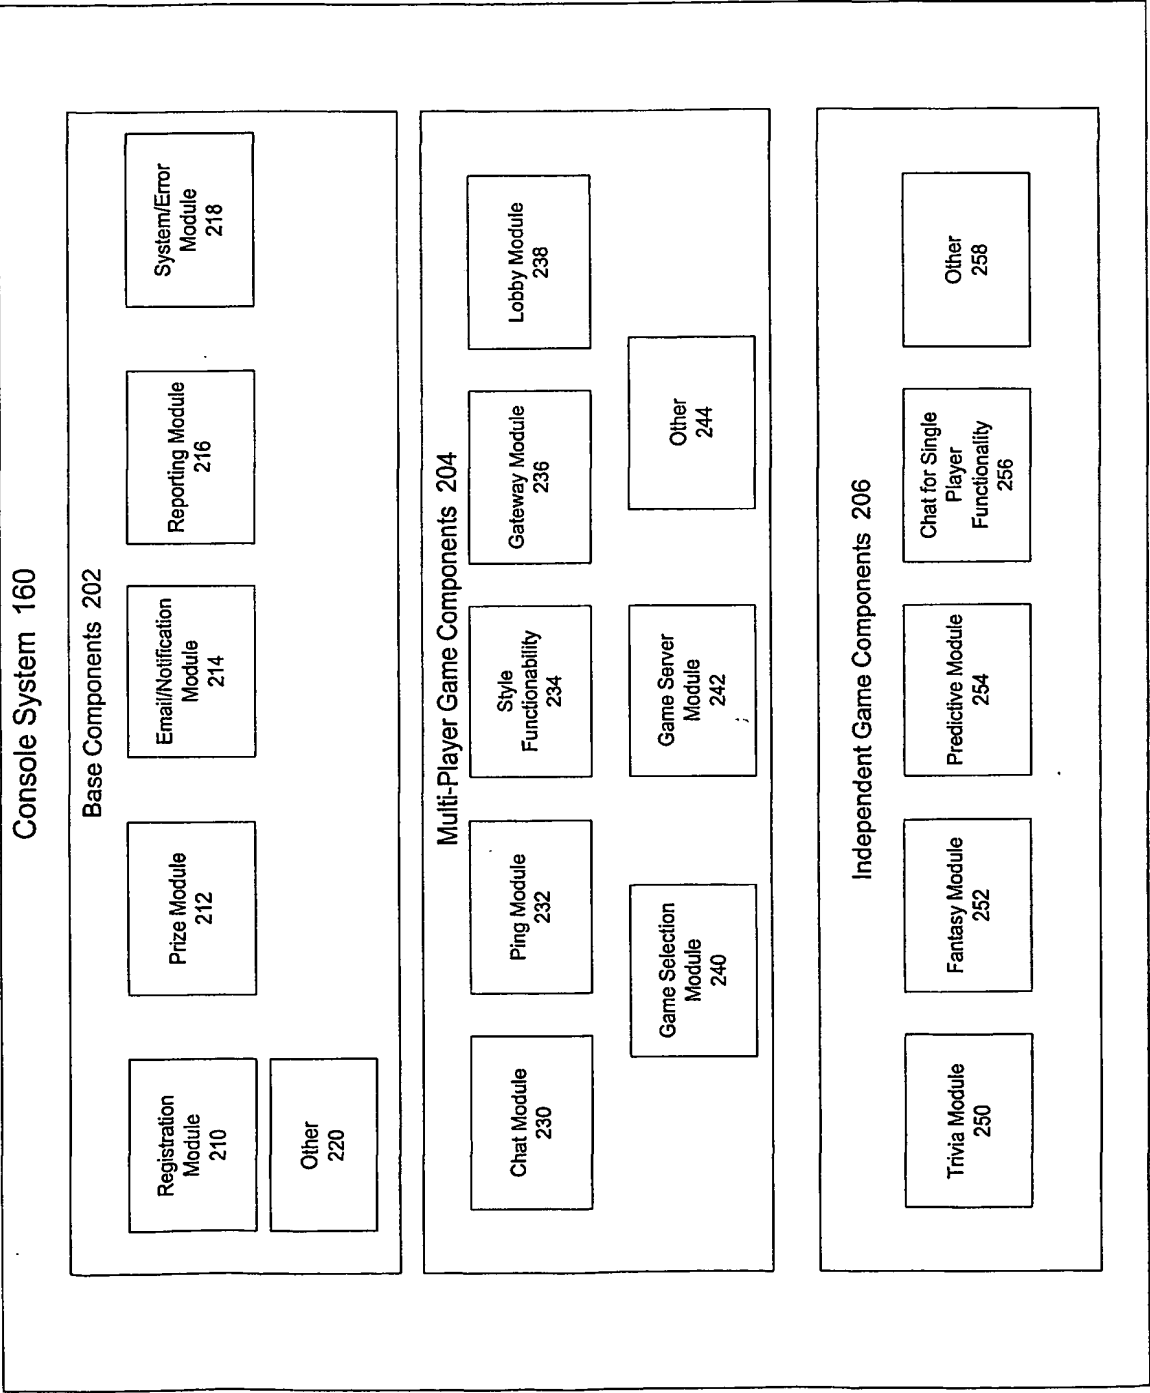 Console System 160
Base Components 202
Registration
Module
210
Prize Module
212
Email/Notification
Module
214
Reporting Module
216
System/Error
Module
218
Other
220
Multi-Player Game Components 204
Chat Module
230
Ping Module
232
Style
Functionability
234
Gateway Module
236
Lobby Module
238
Game Selection
Module
240
Game Server
Module
242
Other
244
Independent Game Components 206
Trivia Module
250
Fantasy Module
252
Predictive Module
254
Chat for Single
Player
Functionality
256
Other
258